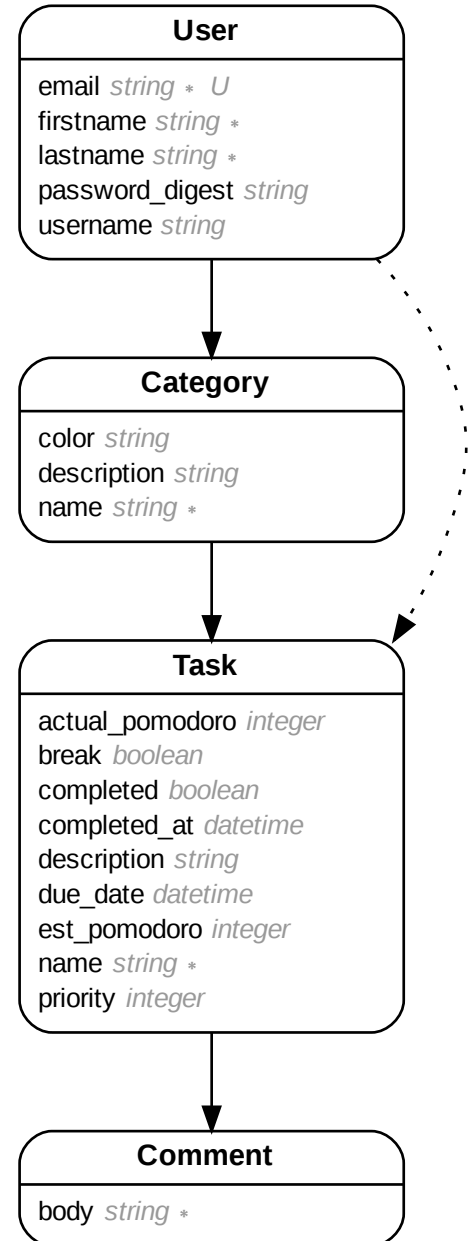 User
email string * U
firstname string *
lastname string *
password_digest string
username string
Category
color string
description string
name string *
Task
actual_pomodoro integer
break boolean
completed boolean
completed_at datetime
description string
due_date datetime
est_pomodoro integer
name string *
priority integer
Comment
body string *